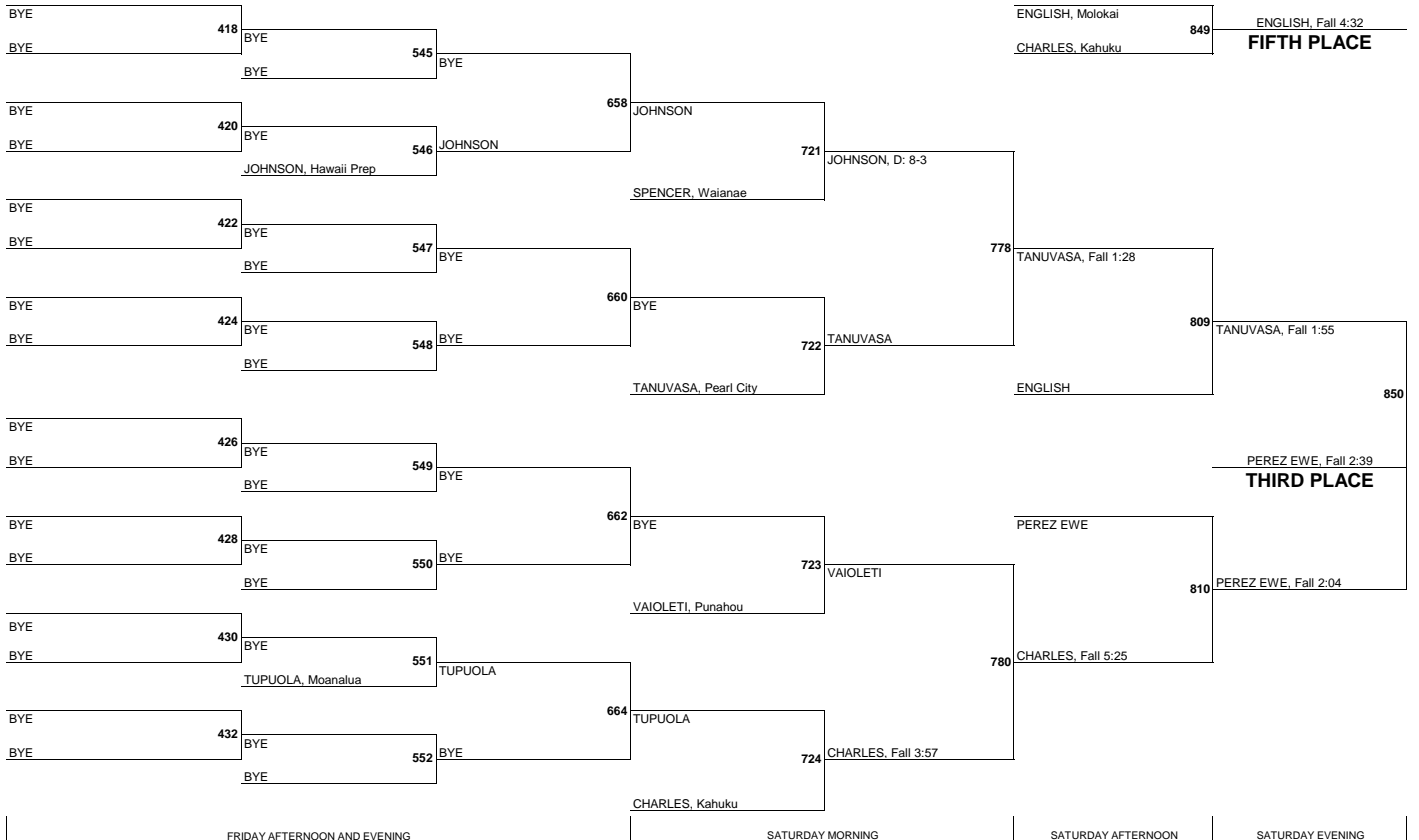 BYE
418
BYE
BYE
545
BYE
BYE
BYE
420
BYE
BYE
546
JOHNSON
JOHNSON, Hawaii Prep
658
JOHNSON
721
JOHNSON, D: 8-3
SPENCER, Waianae
BYE
422
BYE
BYE
547
BYE
BYE
BYE
424
BYE
BYE
548
BYE
BYE
660
BYE
722
TANUVASA
TANUVASA, Pearl City
778
TANUVASA, Fall 1:28
809
TANUVASA, Fall 1:55
ENGLISH
BYE
426
BYE
BYE
549
BYE
BYE
BYE
428
BYE
BYE
550
BYE
BYE
662
BYE
723
VAIOLETI
VAIOLETI, Punahou
BYE
430
BYE
BYE
551
TUPUOLA
TUPUOLA, Moanalua
BYE
432
BYE
BYE
552
BYE
BYE
664
TUPUOLA
724
CHARLES, Fall 3:57
CHARLES, Kahuku
780
CHARLES, Fall 5:25
PEREZ EWE
810
PEREZ EWE, Fall 2:04
850
PEREZ EWE, Fall 2:39
THIRD PLACE
ENGLISH, Molokai
849
CHARLES, Kahuku
ENGLISH, Fall 4:32
FIFTH PLACE
FRIDAY AFTERNOON AND EVENING
SATURDAY MORNING
SATURDAY AFTERNOON
SATURDAY EVENING